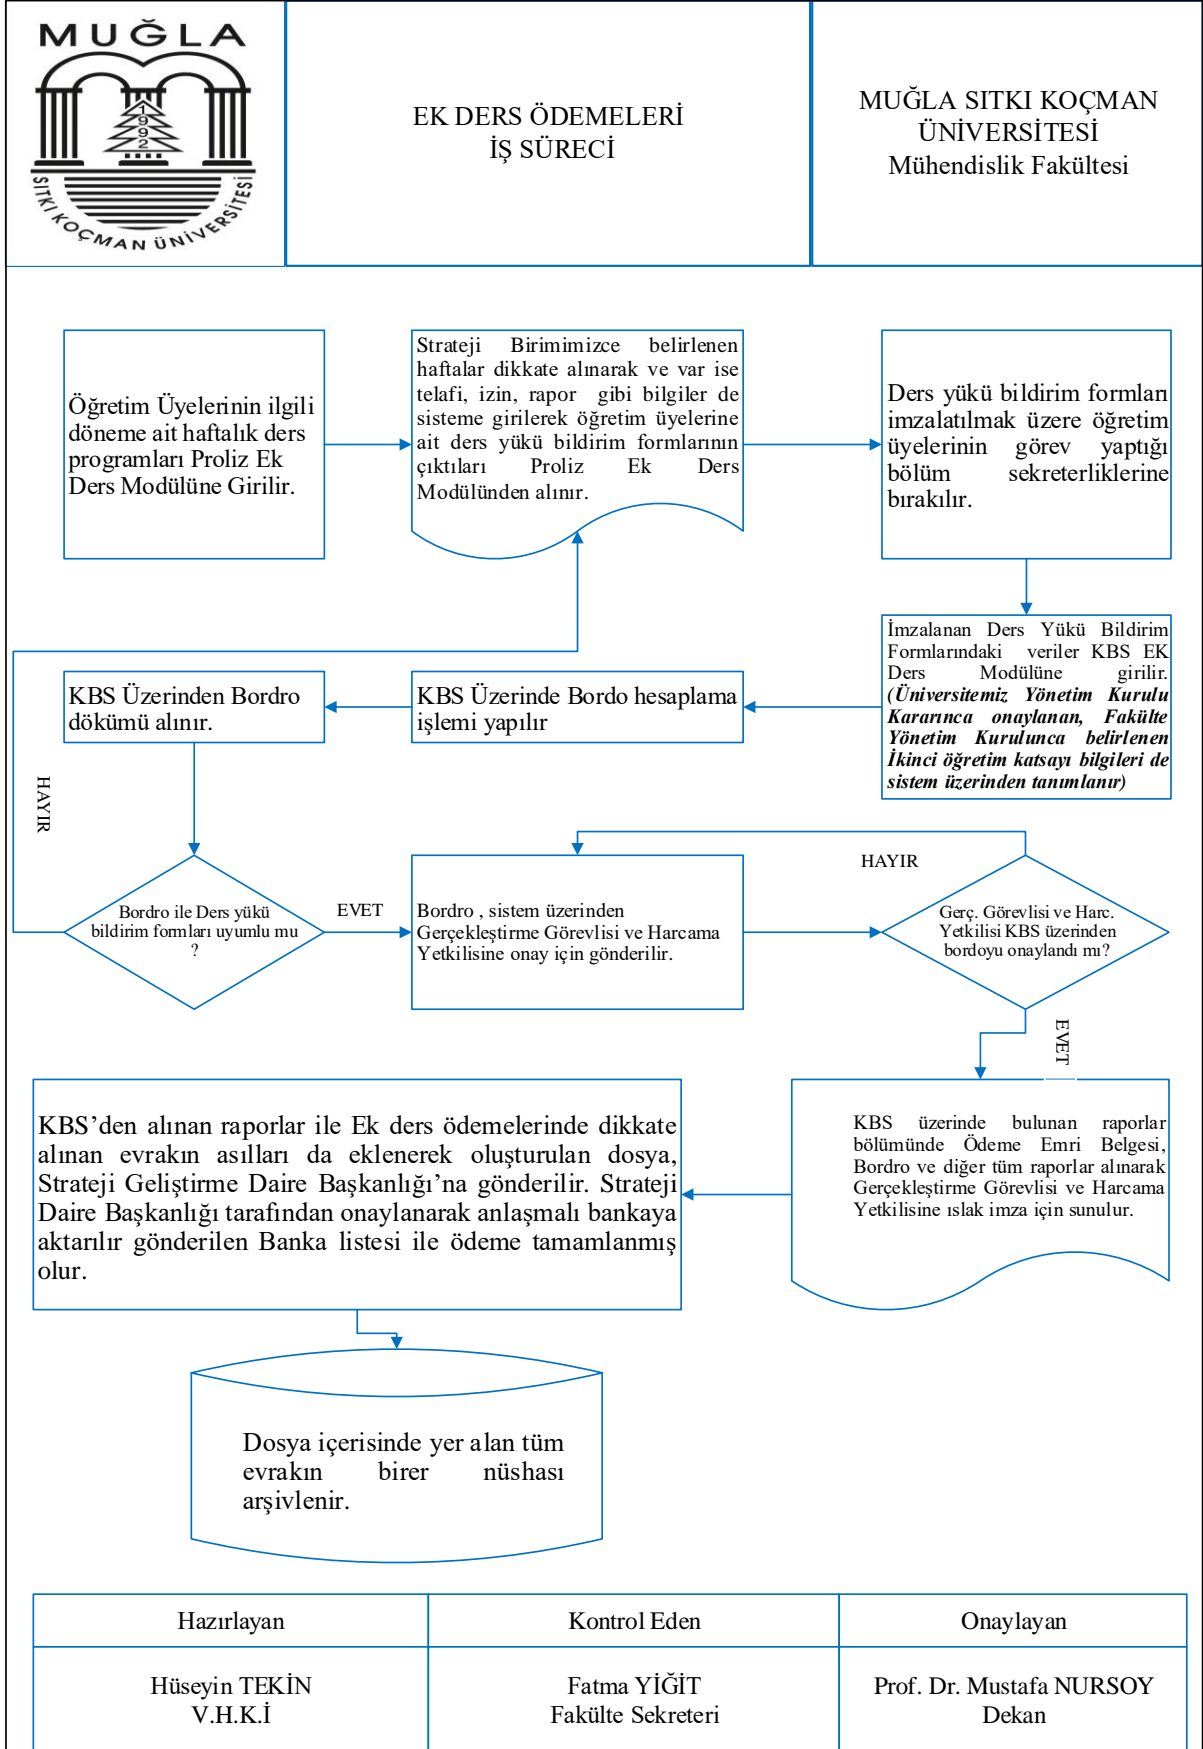 MUĞLA
1992
SITKI KOÇMAN ÜNİVERSİTESİ
EK DERS ÖDEMELERİ
İŞ SÜRECİ
MUĞLA SITKI KOÇMAN
ÜNİVERSİTESİ
Mühendislik Fakültesi
Öğretim Üyelerinin ilgili
döneme ait haftalık ders
programları Proliz Ek
Ders Modülüne Girilir.
Strateji Birimimizce belirlenen
haftalar dikkate alınarak ve var ise
telafi, izin, rapor gibi bilgiler de
sisteme girilerek öğretim üyelerine
ait ders yükü bildirim formlarının
çıktıları Proliz Ek Ders
Modülünden alınır.
Ders yükü bildirim formları
imzalatılmak üzere öğretim
üyelerinin görev yaptığı
bölüm sekreterliklerine
bırakılır.
İmzalanan Ders Yükü Bildirim
Formlarındaki veriler KBS EK
Ders Modülüne girilir.
(Üniversitemiz Yönetim Kurulu
Kararınca onaylanan, Fakülte
Yönetim Kurulunca belirlenen
İkinci öğretim katsayı bilgileri de
sistem üzerinden tanımlanır)
KBS Üzerinde Bordo hesaplama
işlemi yapılır
KBS Üzerinden Bordro
dökümü alınır.
HAYIR
Bordro ile Ders yükü
bildirim formları uyumlu mu
?
EVET
Bordro , sistem üzerinden
Gerçekleştirme Görevlisi ve Harcama
Yetkilisine onay için gönderilir.
HAYIR
Gerç. Görevlisi ve Harc.
Yetkilisi KBS üzerinden
bordoyu onaylandı mı?
EVET
KBS üzerinde bulunan raporlar
bölümünde Ödeme Emri Belgesi,
Bordro ve diğer tüm raporlar alınarak
Gerçekleştirme Görevlisi ve Harcama
Yetkilisine ıslak imza için sunulur.
KBS’den alınan raporlar ile Ek ders ödemelerinde dikkate
alınan evrakın asılları da eklenerek oluşturulan dosya,
Strateji Geliştirme Daire Başkanlığı’na gönderilir. Strateji
Daire Başkanlığı tarafından onaylanarak anlaşmalı bankaya
aktarılır gönderilen Banka listesi ile ödeme tamamlanmış
olur.
Dosya içerisinde yer alan tüm
evrakın birer nüshası
arşivlenir.
Hazırlayan
Kontrol Eden
Onaylayan
Hüseyin TEKİN
V.H.K.İ
Fatma YİĞİT
Fakülte Sekreteri
Prof. Dr. Mustafa NURSOY
Dekan